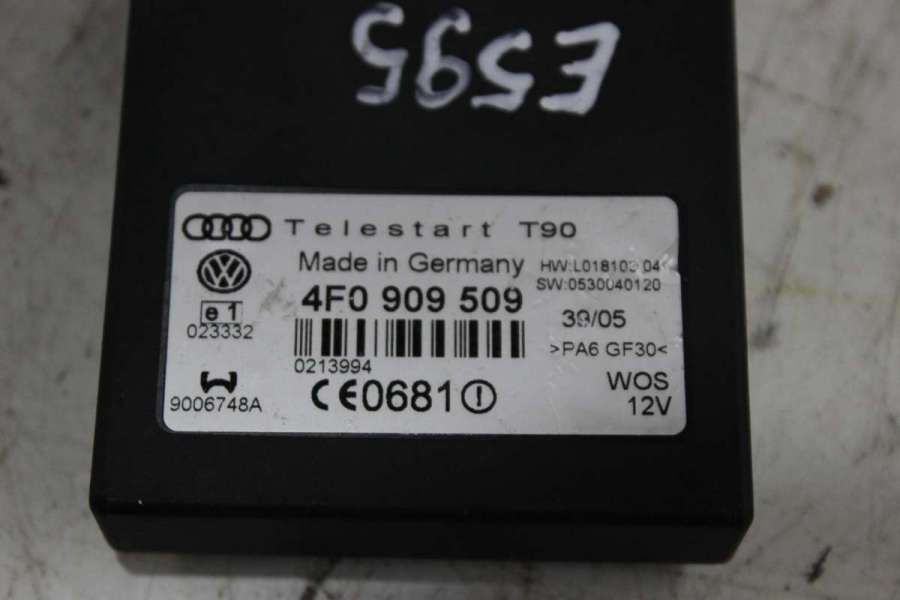 E595
Telestart T90
Made in Germany
HW:L018103 04
SW:0530040120
4F0 909 509
e1
023332
39/05
0213994
>PA6 GF30<
9006748A
CE0681
WOS
12V